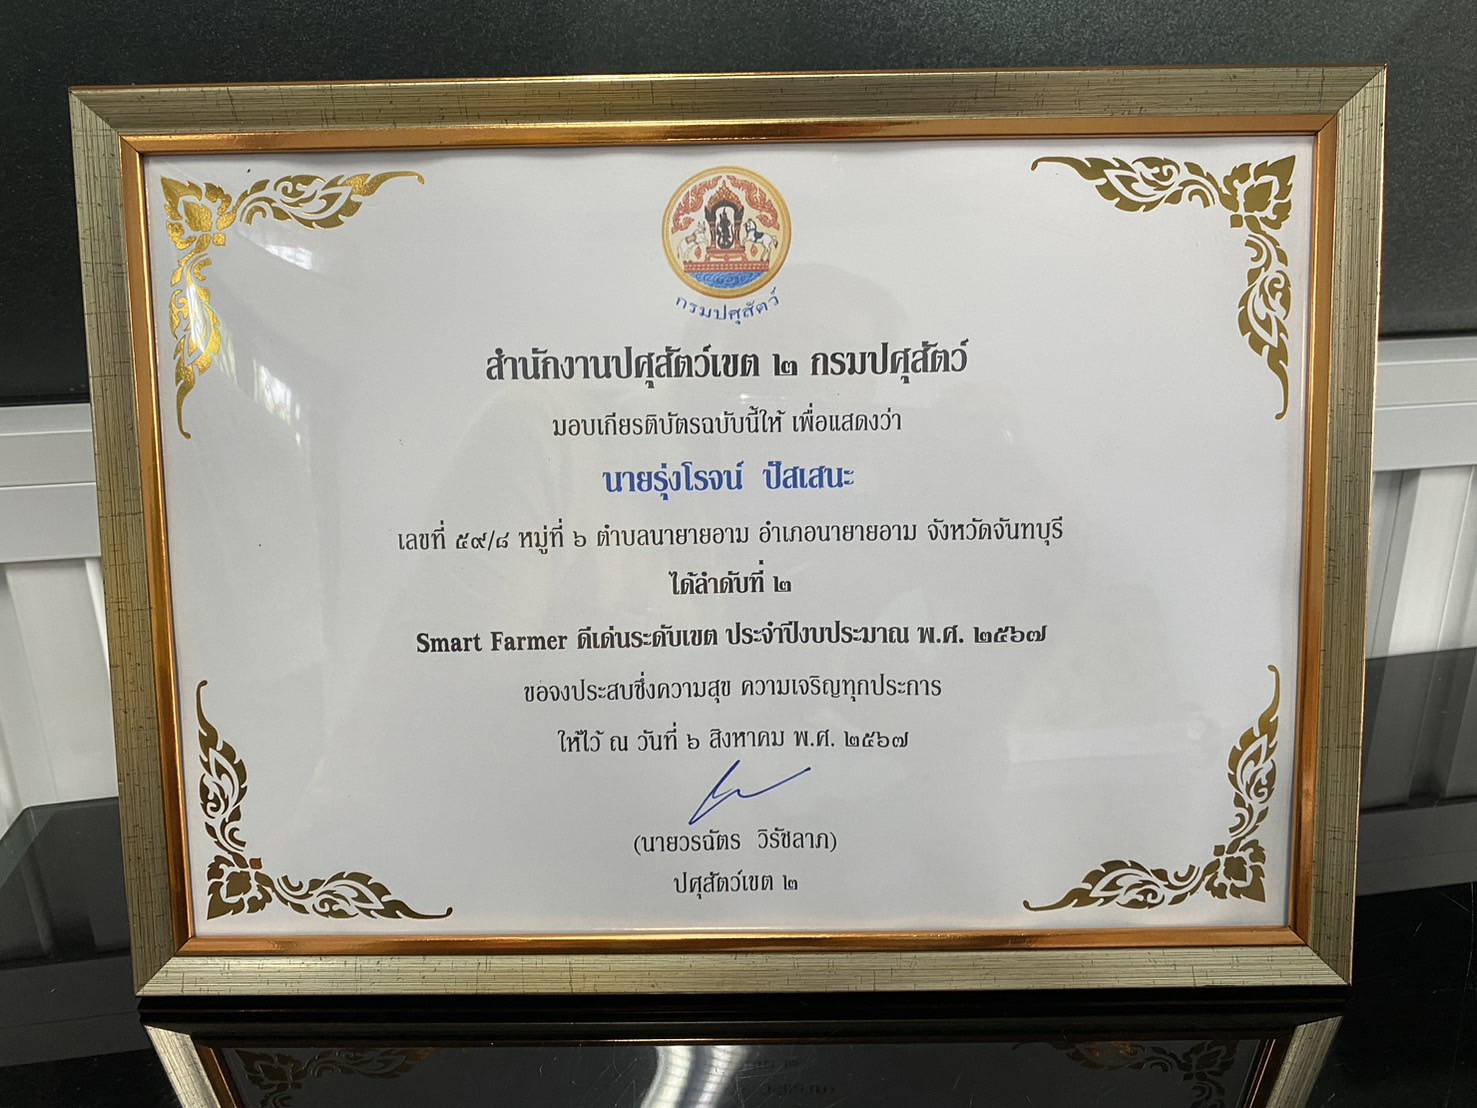 กรมปศุสัตว์
สำนักงานปศุสัตว์เขต ๒ กรมปศุสัตว์
มอบเกียรติบัตรฉบับนี้ให้ เพื่อแสดงว่า
นายรุ่งโรจน์ ปัสเสนะ
เลขที่ ๕๙/๘ หมู่ที่ ๖ ตำบลนายายอาม อำเภอนายายอาม จังหวัดจันทบุรี
ได้ลำดับที่ ๒
Smart Farmer ดีเด่นระดับเขต ประจำปีงบประมาณ พ.ศ. ๒๕๖๗
ขอจงประสบซึ่งความสุข ความเจริญทุกประการ
ให้ไว้ ณ วันที่ ๖ สิงหาคม พ.ศ. ๒๕๖๗
(นายวรฉัตร วิรัชลาภ)
ปศุสัตว์เขต ๒